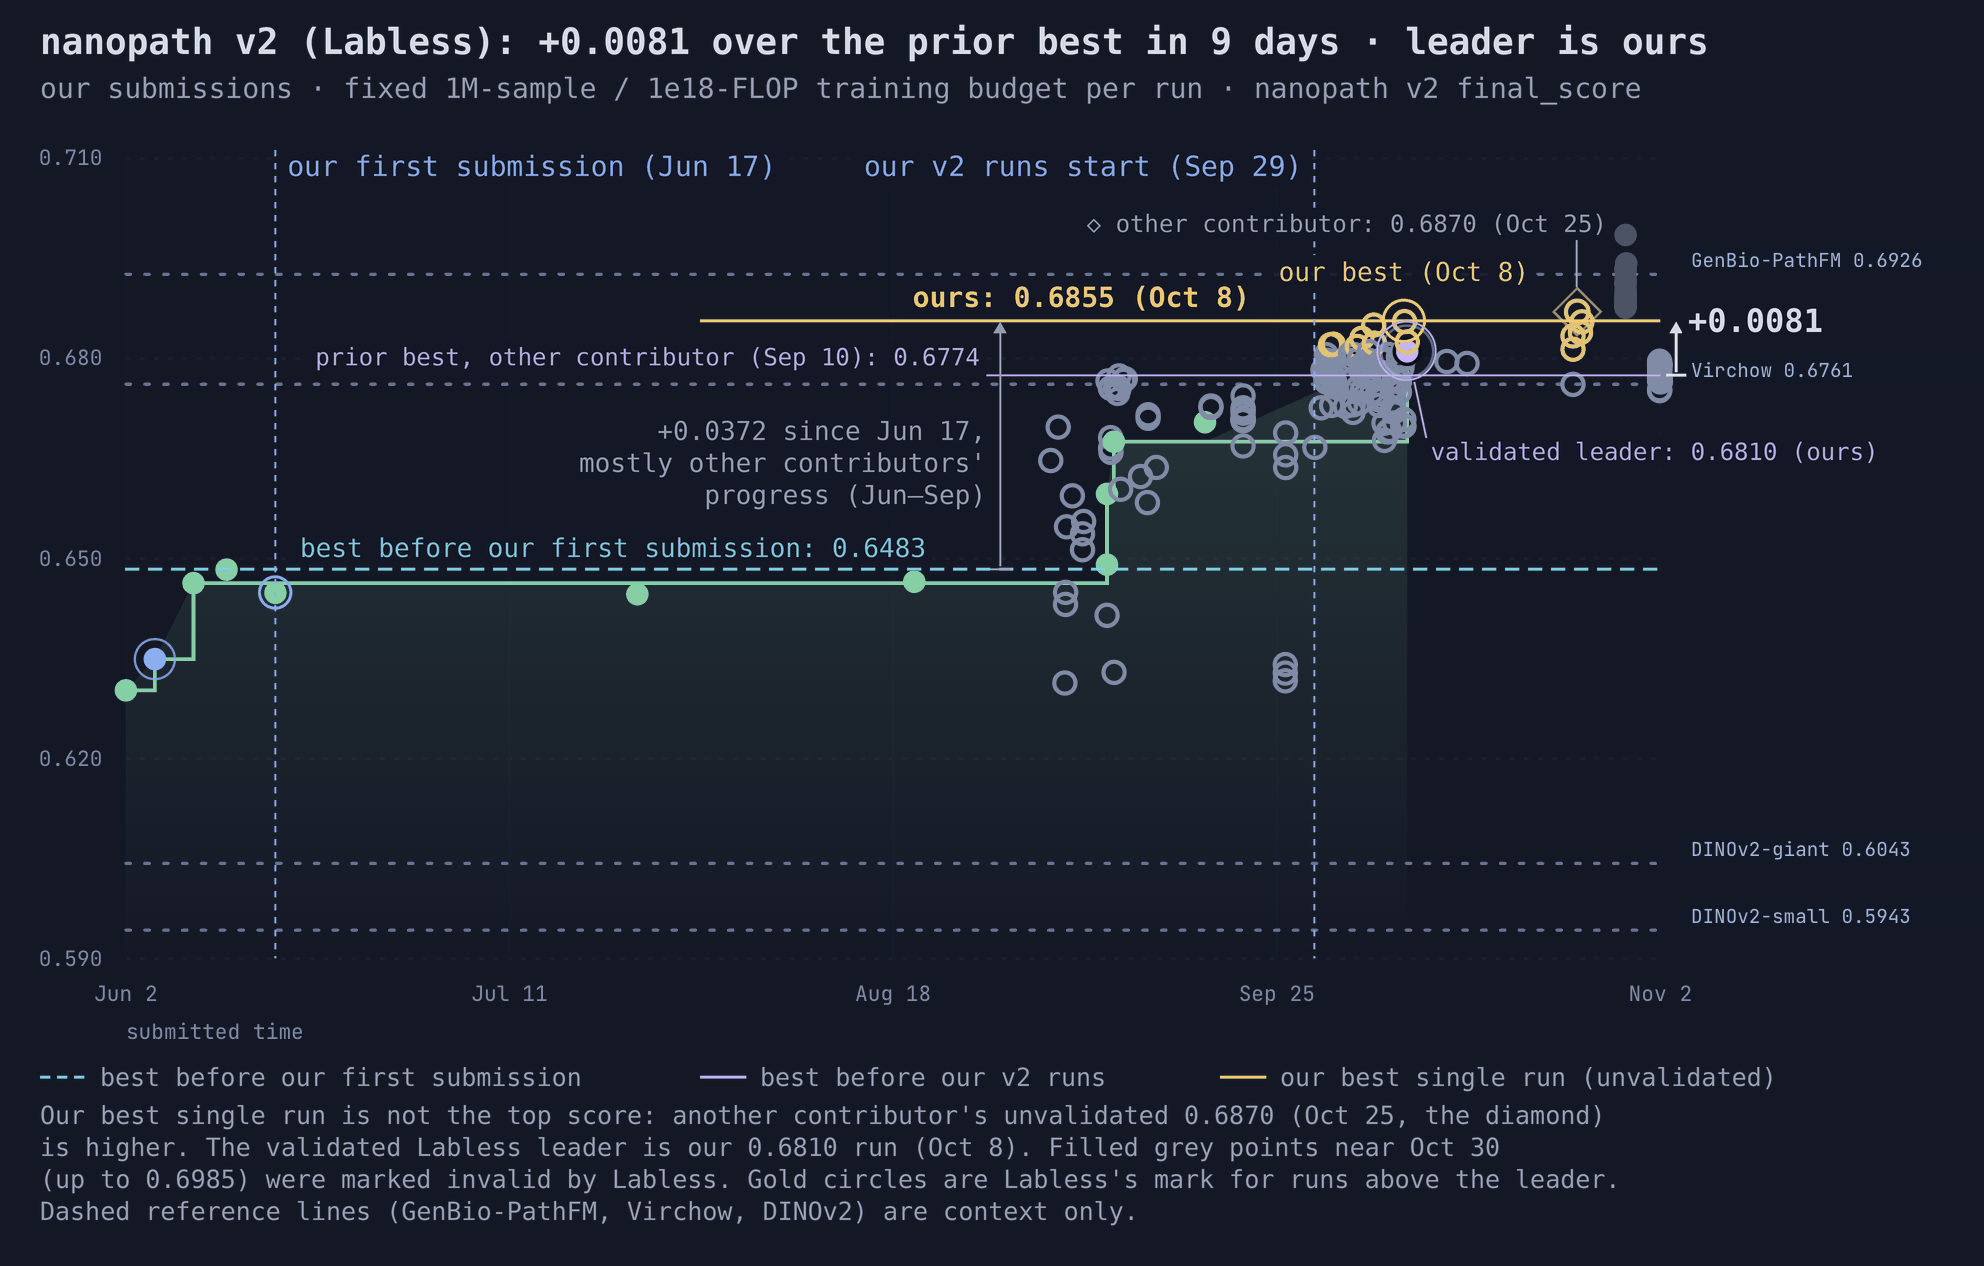 nanopath v2 (Labless): +0.0081 over the prior best in 9 days · leader is ours
our submissions · fixed 1M-sample / 1e18-FLOP training budget per run · nanopath v2 final_score
0.710
our first submission (Jun 17)
our v2 runs start (Sep 29)
◇ other contributor: 0.6870 (Oct 25)
GenBio-PathFM 0.6926
our best (Oct 8)
ours: 0.6855 (Oct 8)
+0.0081
0.680
prior best, other contributor (Sep 10): 0.6774
Virchow 0.6761
+0.0372 since Jun 17,
mostly other contributors'
progress (Jun–Sep)
validated leader: 0.6810 (ours)
0.650
best before our first submission: 0.6483
0.620
DINOv2-giant 0.6043
DINOv2-small 0.5943
0.590
Jun 2
Jul 11
Aug 18
Sep 25
Nov 2
submitted time
best before our first submission
best before our v2 runs
our best single run (unvalidated)
Our best single run is not the top score: another contributor's unvalidated 0.6870 (Oct 25, the diamond)
is higher. The validated Labless leader is our 0.6810 run (Oct 8). Filled grey points near Oct 30
(up to 0.6985) were marked invalid by Labless. Gold circles are Labless's mark for runs above the leader.
Dashed reference lines (GenBio-PathFM, Virchow, DINOv2) are context only.